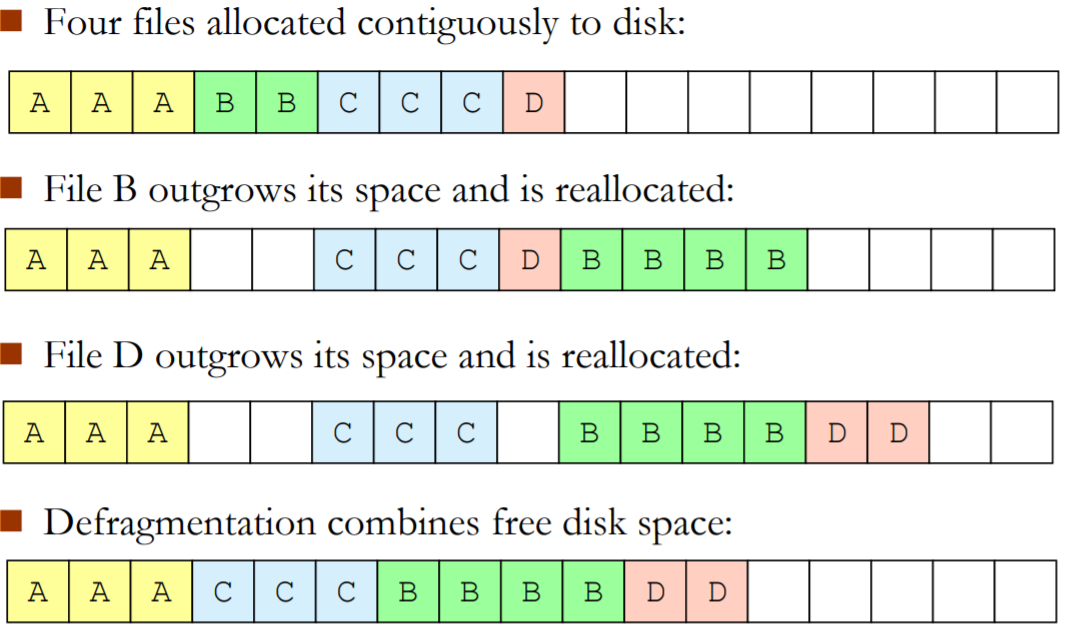 Four files allocated contiguously to disk:
A A A B B C C C D
File B outgrows its space and is reallocated:
A A A C C C D B B B B
File D outgrows its space and is reallocated:
A A A C C C B B B B D D
Defragmentation combines free disk space:
A A A C C C B B B B D D